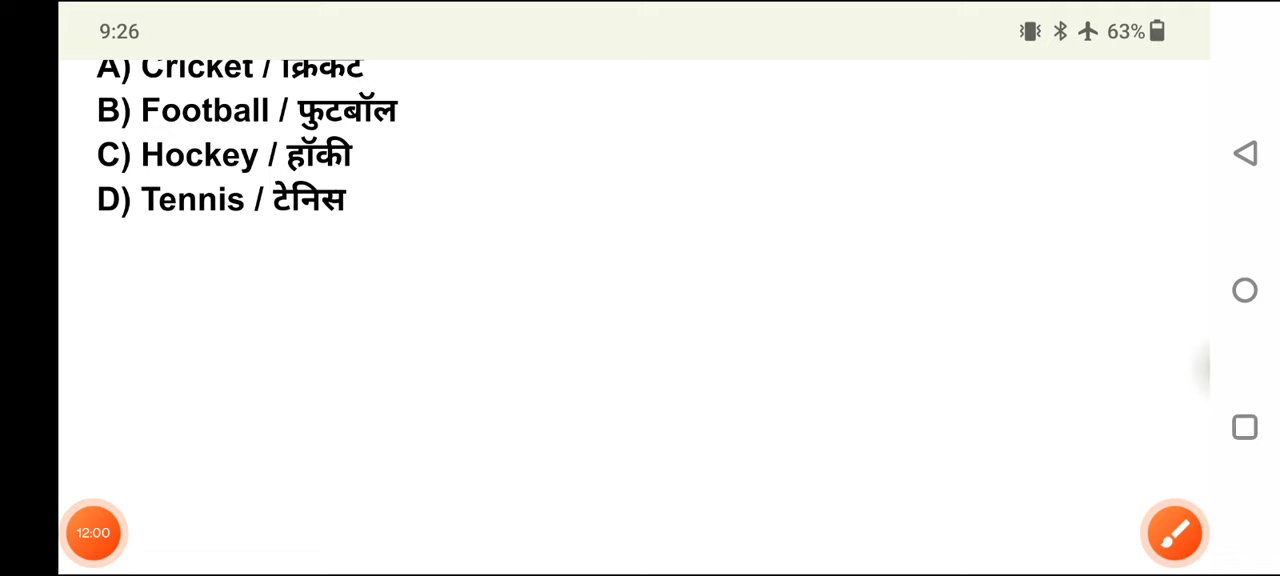 9:26 63%
A) Cricket / क्रिकेट
B) Football / फुटबॉल
C) Hockey / हॉकी
D) Tennis / टेनिस
12:00